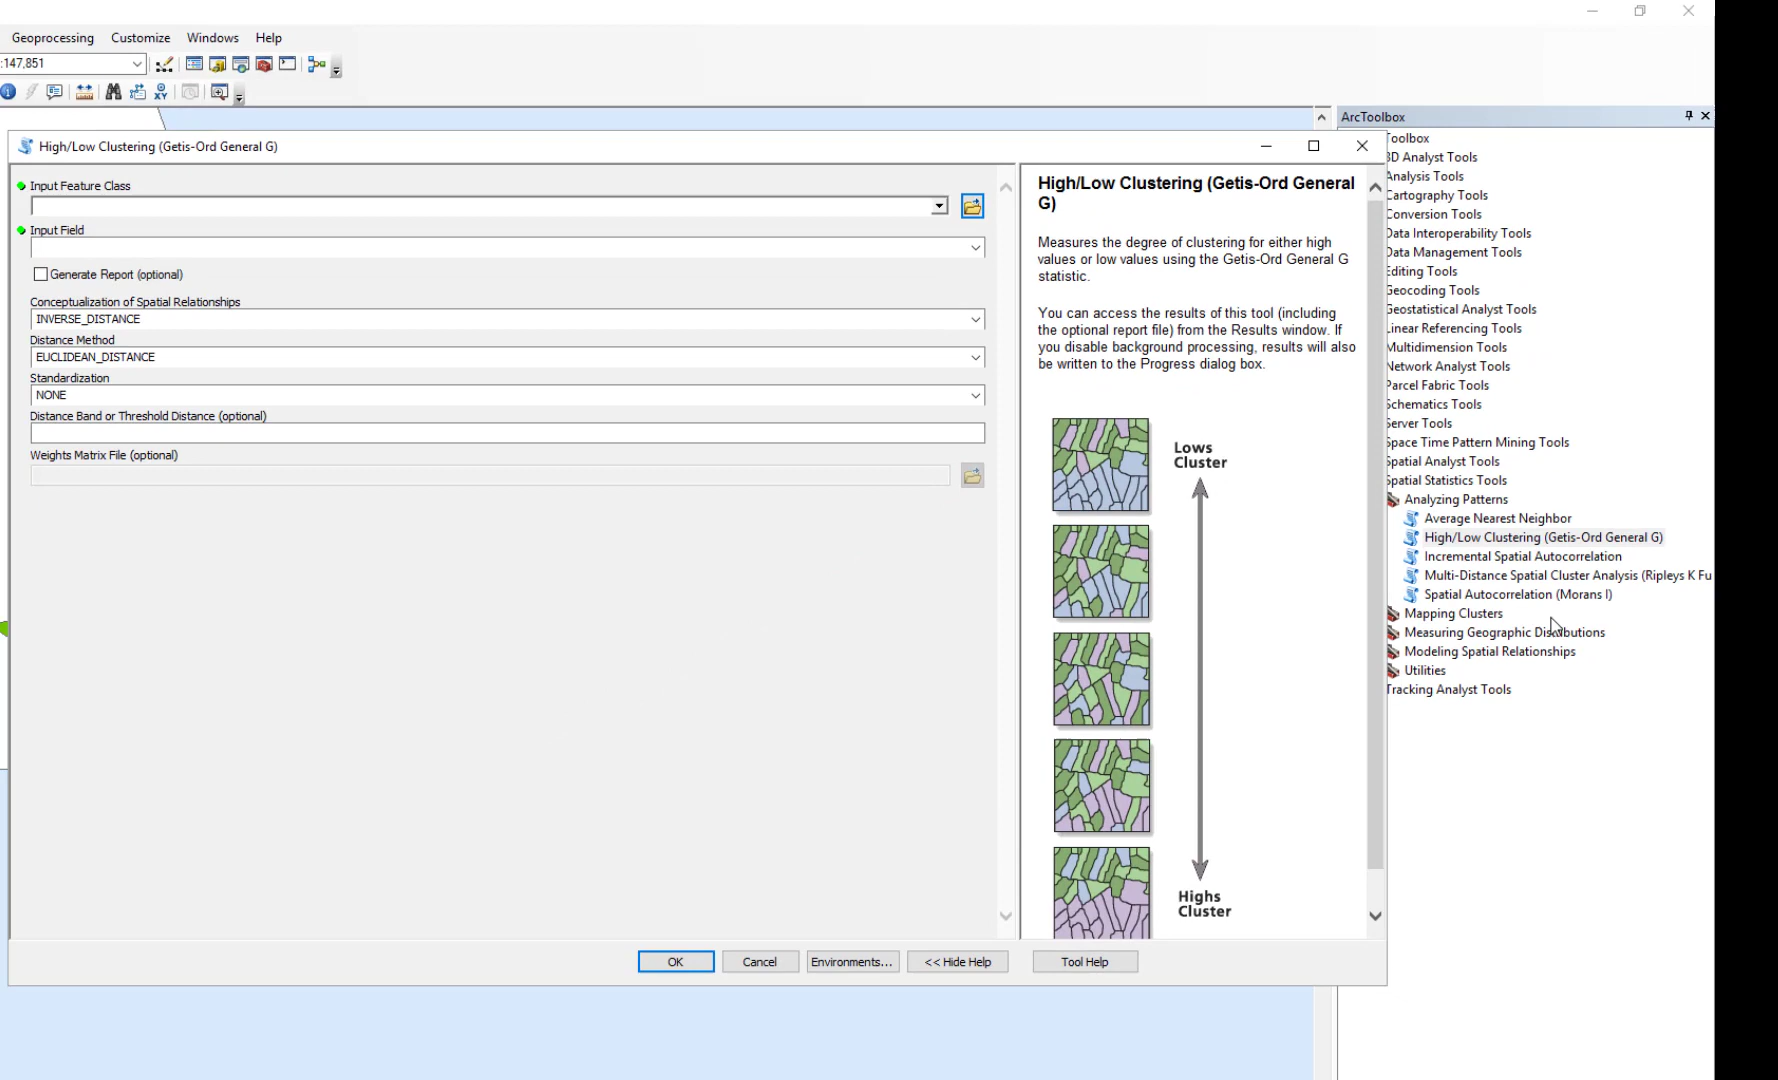 Geoprocessing Customize Windows Help
:147,851
ArcToolbox
High/Low Clustering (Getis-Ord General G)
Input Feature Class
Input Field
Generate Report (optional)
Conceptualization of Spatial Relationships
INVERSE_DISTANCE
Distance Method
EUCLIDEAN_DISTANCE
Standardization
NONE
Distance Band or Threshold Distance (optional)
Weights Matrix File (optional)
OK
Cancel
Environments...
<< Hide Help
Tool Help
High/Low Clustering (Getis-Ord General
G)
Measures the degree of clustering for either high
values or low values using the Getis-Ord General G
statistic.
You can access the results of this tool (including
the optional report file) from the Results window. If
you disable background processing, results will also
be written to the Progress dialog box.
Lows
Cluster
Highs
Cluster
Toolbox
3D Analyst Tools
Analysis Tools
Cartography Tools
Conversion Tools
Data Interoperability Tools
Data Management Tools
Editing Tools
Geocoding Tools
Geostatistical Analyst Tools
Linear Referencing Tools
Multidimension Tools
Network Analyst Tools
Parcel Fabric Tools
Schematics Tools
Server Tools
Space Time Pattern Mining Tools
Spatial Analyst Tools
Spatial Statistics Tools
Analyzing Patterns
Average Nearest Neighbor
High/Low Clustering (Getis-Ord General G)
Incremental Spatial Autocorrelation
Multi-Distance Spatial Cluster Analysis (Ripleys K Fu
Spatial Autocorrelation (Morans I)
Mapping Clusters
Measuring Geographic Distributions
Modeling Spatial Relationships
Utilities
Tracking Analyst Tools